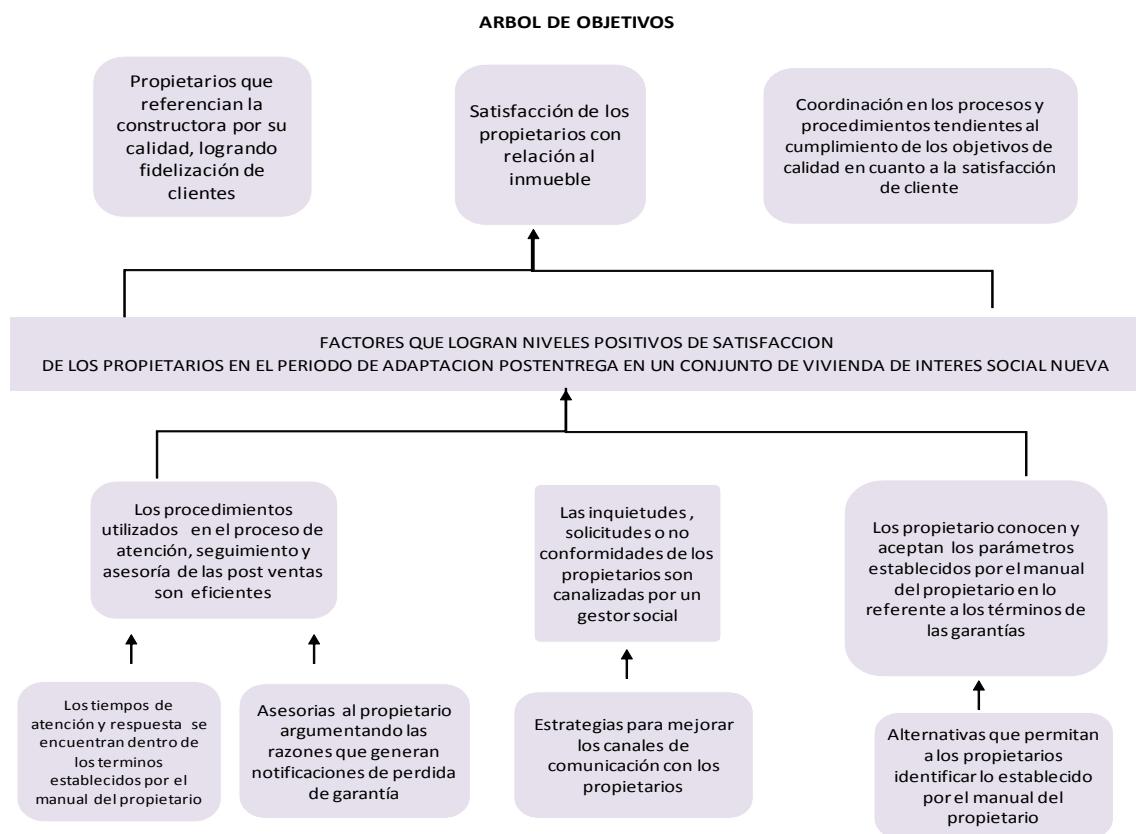 ARBOL DE OBJETIVOS
Propietarios que
referencian la
constructora por su
calidad, logrando
fidelización de
clientes
Satisfacción de los
propietarios con
relación al
inmueble
Coordinación en los procesos y
procedimientos tendientes al
cumplimiento de los objetivos de
calidad en cuanto a la satisfacción
de cliente
FACTORES QUE LOGRAN NIVELES POSITIVOS DE SATISFACCION
DE LOS PROPIETARIOS EN EL PERIODO DE ADAPTACION POSTENTREGA EN UN CONJUNTO DE VIVIENDA DE INTERES SOCIAL NUEVA
Los procedimientos
utilizados en el proceso de
atención, seguimiento y
asesoría de las post ventas
son eficientes
Las inquietudes ,
solicitudes o no
conformidades de los
propietarios son
canalizadas por un
gestor social
Los propietario conocen y
aceptan los parámetros
establecidos por el manual
del propietario en lo
referente a los términos de
las garantías
Los tiempos de
atención y respuesta se
encuentran dentro de
los terminos
establecidos por el
manual del propietario
Asesorias al propietario
argumentando las
razones que generan
notificaciones de perdida
de garantía
Estrategias para mejorar
los canales de
comunicación con los
propietarios
Alternativas que permitan
a los propietarios
identificar lo establecido
por el manual del
propietario